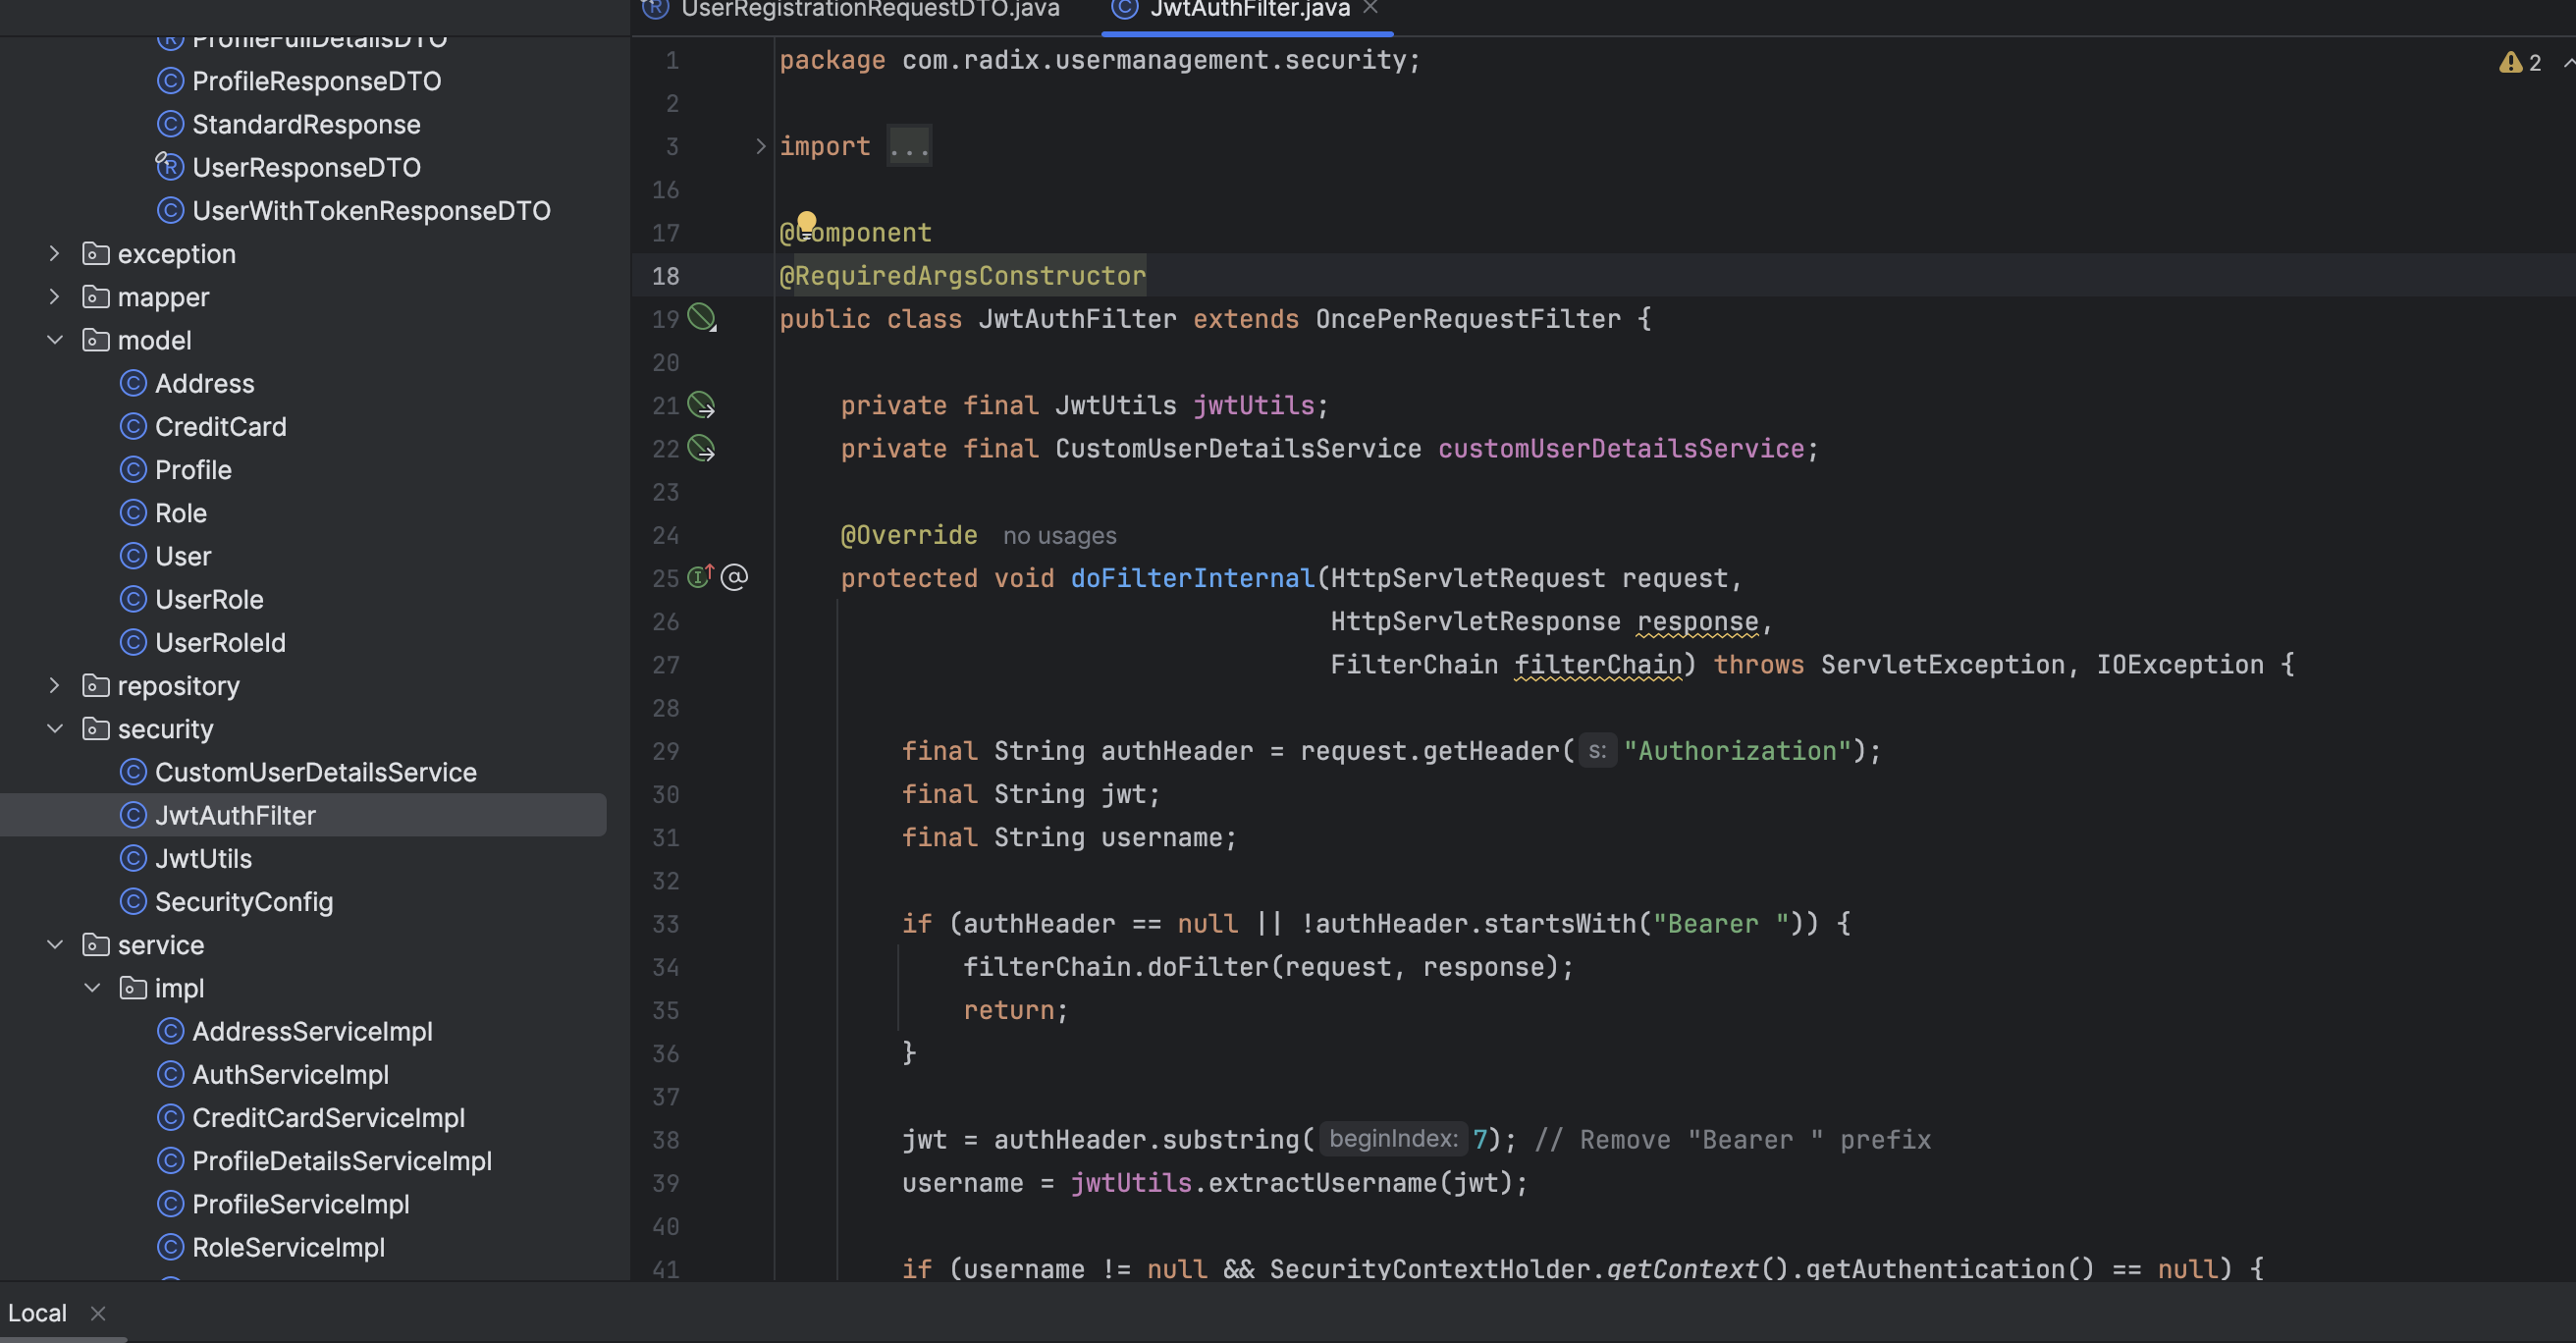 UserRegistrationRequestDTO.java
JwtAuthFilter.java
ProfileFullDetailsDTO
ProfileResponseDTO
StandardResponse
UserResponseDTO
UserWithTokenResponseDTO
exception
mapper
model
Address
CreditCard
Profile
Role
User
UserRole
UserRoleId
repository
security
CustomUserDetailsService
JwtAuthFilter
JwtUtils
SecurityConfig
service
impl
AddressServiceImpl
AuthServiceImpl
CreditCardServiceImpl
ProfileDetailsServiceImpl
ProfileServiceImpl
RoleServiceImpl
2
1 package com.radix.usermanagement.security;
2
3 import ...
16
17 @Component
18 @RequiredArgsConstructor
19 public class JwtAuthFilter extends OncePerRequestFilter {
20
21 private final JwtUtils jwtUtils;
22 private final CustomUserDetailsService customUserDetailsService;
23
24 @Override no usages
25 protected void doFilterInternal(HttpServletRequest request,
26 HttpServletResponse response,
27 FilterChain filterChain) throws ServletException, IOException {
28
29 final String authHeader = request.getHeader( s: "Authorization");
30 final String jwt;
31 final String username;
32
33 if (authHeader == null || !authHeader.startsWith("Bearer ")) {
34 filterChain.doFilter(request, response);
35 return;
36 }
37
38 jwt = authHeader.substring( beginIndex: 7); // Remove "Bearer " prefix
39 username = jwtUtils.extractUsername(jwt);
40
41 if (username != null && SecurityContextHolder.getContext().getAuthentication() == null) {
Local